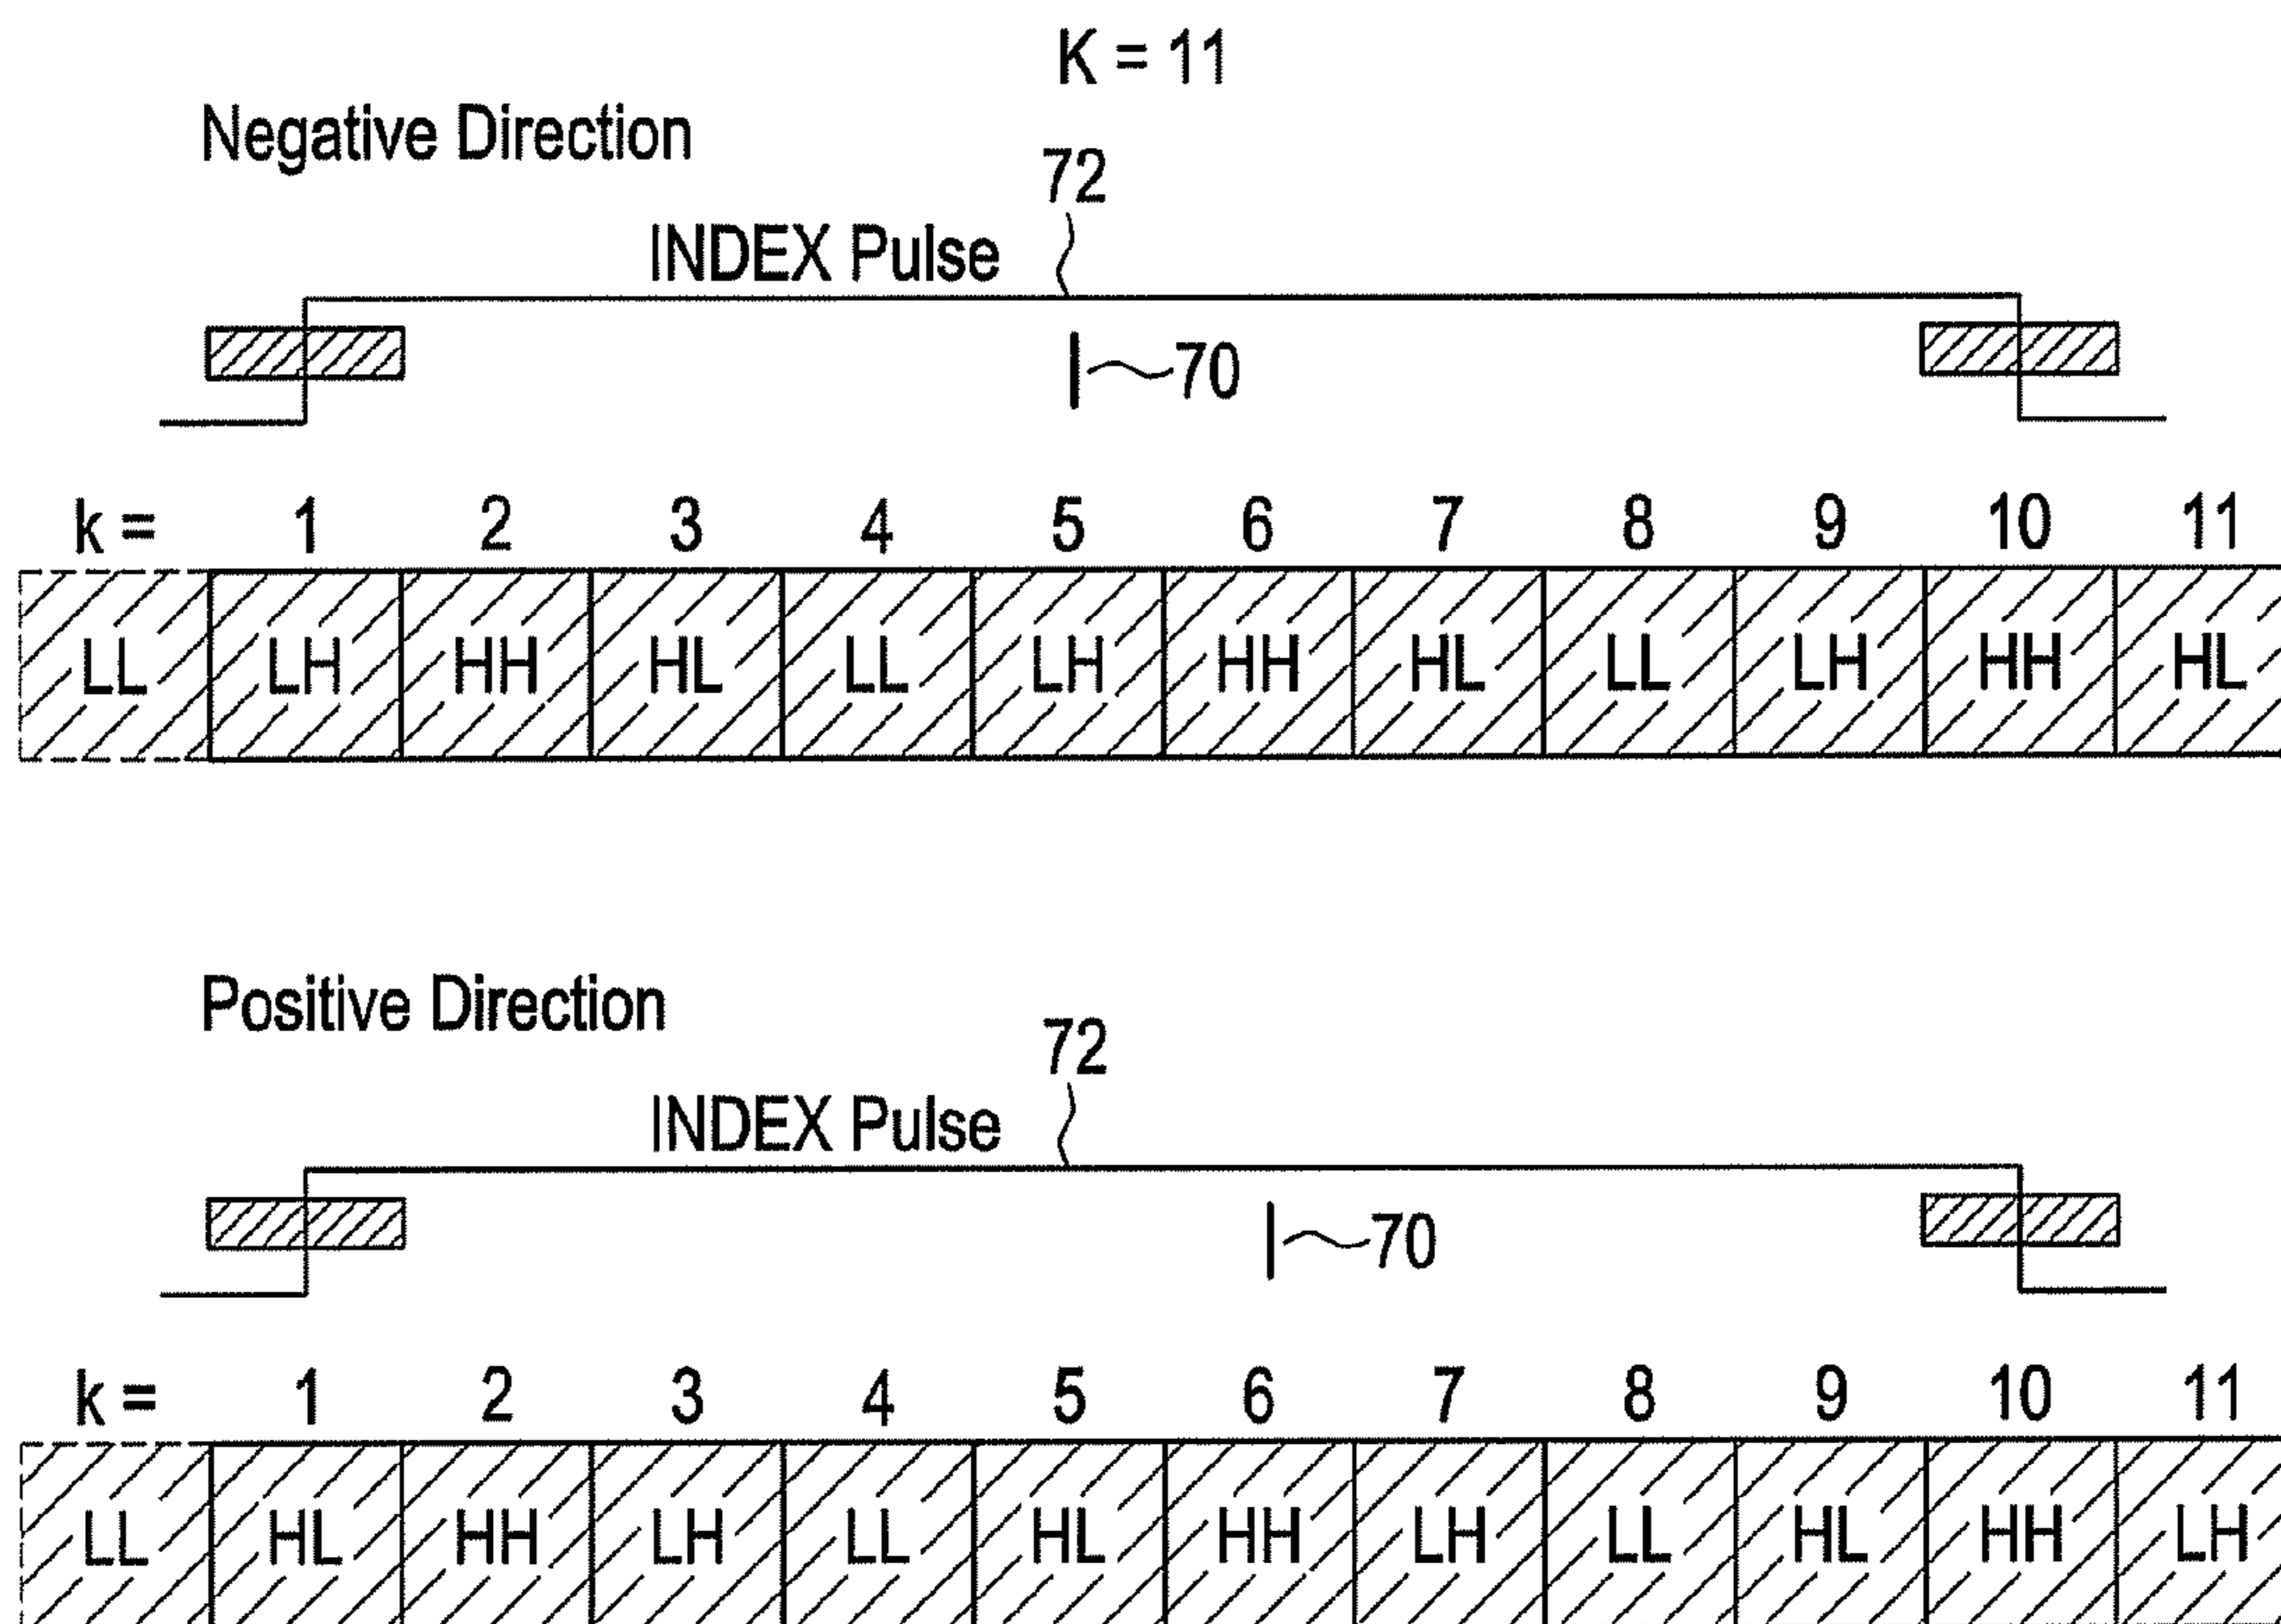 K = 11
Negative Direction
72
INDEX Pulse
70
k = 1 2 3 4 5 6 7 8 9 10 11
LL LH HH HL LL LH HH HL LL LH HH HL
Positive Direction
72
INDEX Pulse
70
k = 1 2 3 4 5 6 7 8 9 10 11
LL HL HH LH LL HL HH LH LL HL HH LH